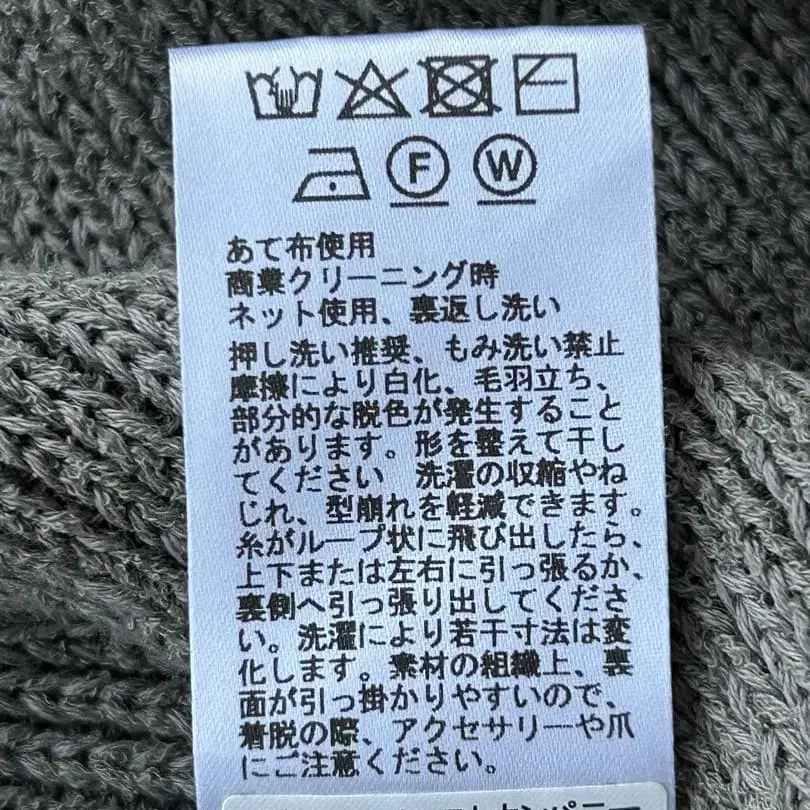 F W
あて布使用
商業クリーニング時
ネット使用、裏返し洗い
押し洗い推奨、もみ洗い禁止
摩擦により白化、毛羽立ち、
部分的な脱色が発生すること
があります。形を整えて干し
てください 洗濯の収縮やね
じれ、型崩れを軽減できます。
糸がループ状に飛び出したら、
上下または左右に引っ張るか、
裏側へ引っ張り出してくださ
い。洗濯により若干寸法は変
化します。素材の組織上、裏
面が引っ掛かりやすいので、
着脱の際、アクセサリーや爪
にご注意ください。